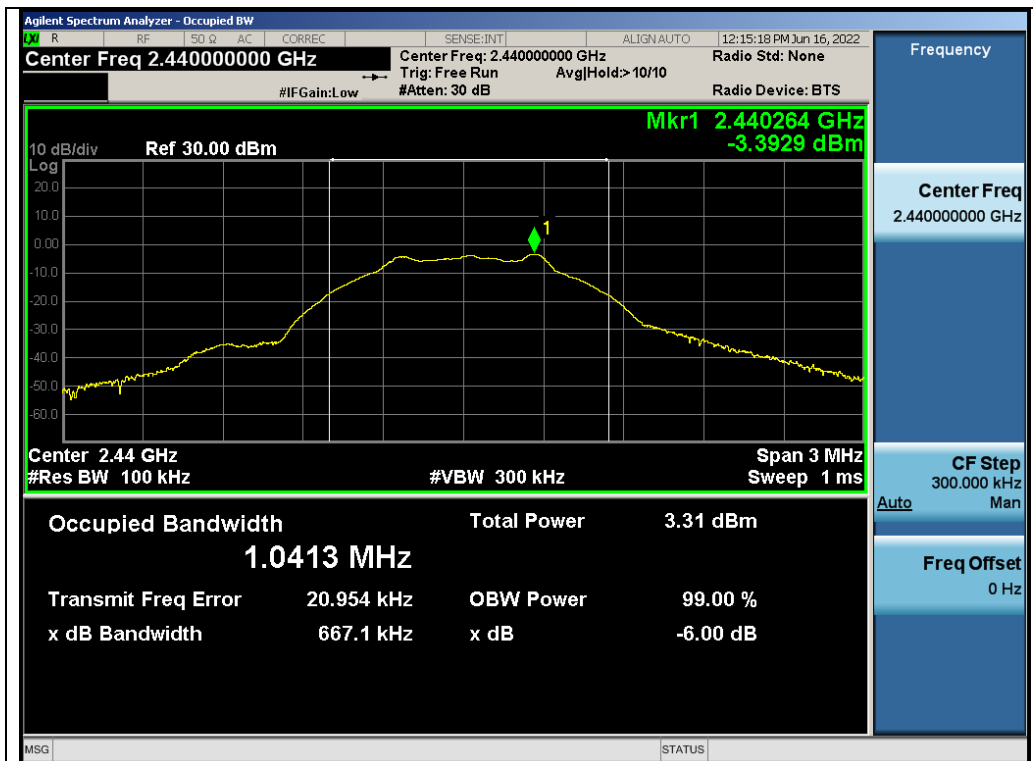 Agilent Spectrum Analyzer - Occupied BW
LXI R RF 50 Ω AC CORREC SENSE:INT ALIGN AUTO 12:15:18 PM Jun 16, 2022
Center Freq 2.440000000 GHz
Center Freq: 2.440000000 GHz
Radio Std: None
Trig: Free Run Avg|Hold:>10/10
#IFGain:Low
#Atten: 30 dB
Radio Device: BTS
Frequency
Mkr1 2.440264 GHz
-3.3929 dBm
10 dB/div Ref 30.00 dBm
Log
20.0
10.0
0.00
-10.0
-20.0
-30.0
-40.0
-50.0
-60.0
1
Center 2.44 GHz
Span 3 MHz
#Res BW 100 kHz
#VBW 300 kHz
Sweep 1 ms
Center Freq
2.440000000 GHz
CF Step
300.000 kHz
Auto Man
Freq Offset
0 Hz
Occupied Bandwidth
1.0413 MHz
Total Power 3.31 dBm
Transmit Freq Error 20.954 kHz
OBW Power 99.00 %
x dB Bandwidth 667.1 kHz
x dB -6.00 dB
MSG
STATUS